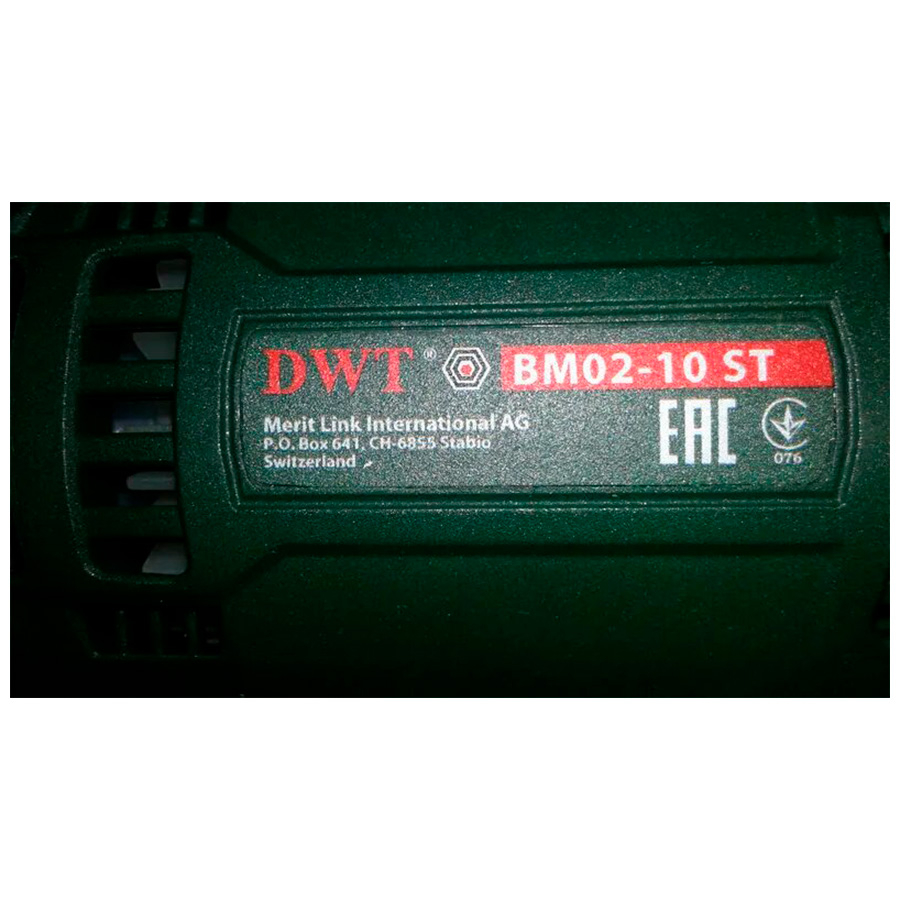 DWT ®
BM02-10 ST
Merit Link International AG
P.O. Box 641, CH-6855 Stabio
Switzerland
EAC
076